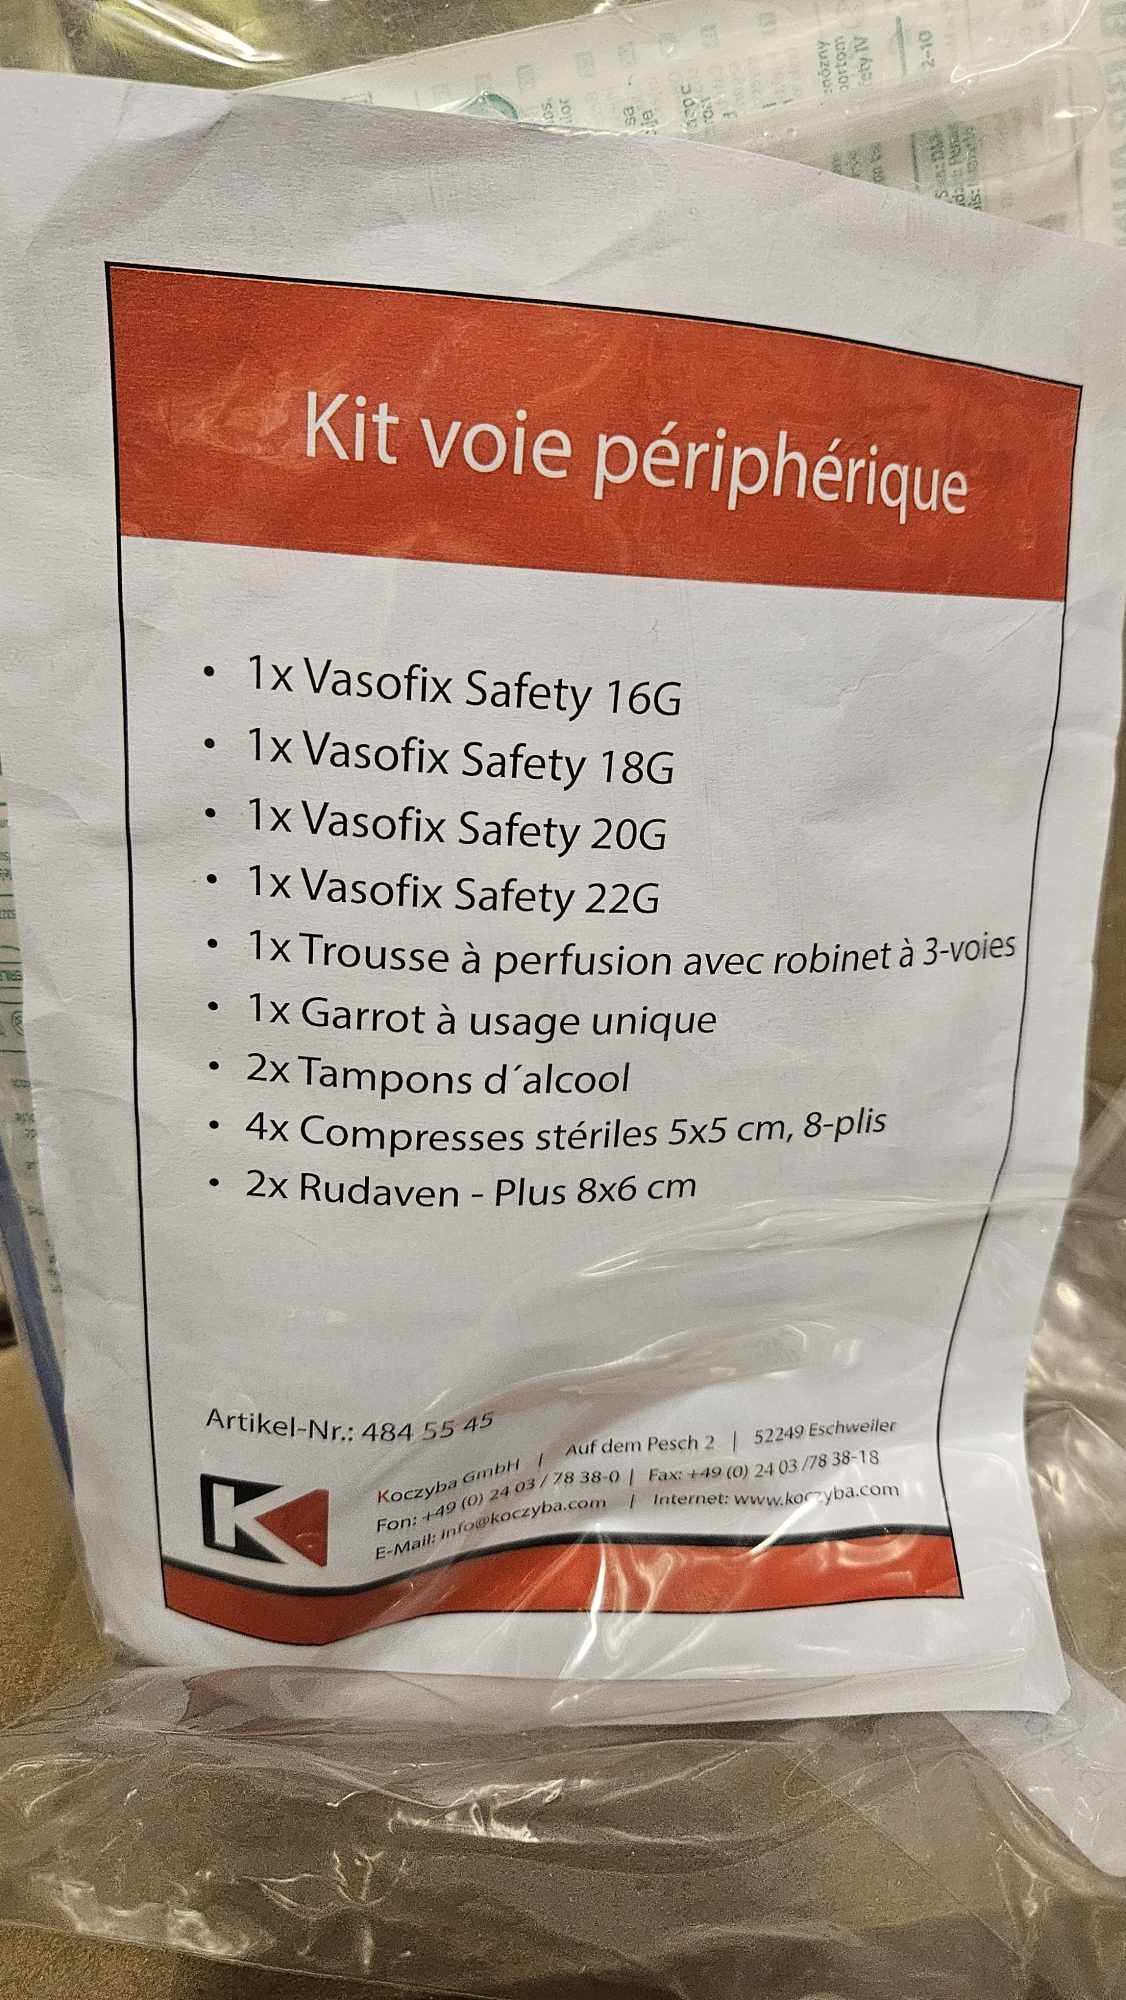 Kit voie périphérique
• 1x Vasofix Safety 16G
• 1x Vasofix Safety 18G
• 1x Vasofix Safety 20G
• 1x Vasofix Safety 22G
• 1x Trousse à perfusion avec robinet à 3-voies
• 1x Garrot à usage unique
• 2x Tampons d´alcool
• 4x Compresses stériles 5x5 cm, 8-plis
• 2x Rudaven - Plus 8x6 cm
Artikel-Nr.: 484 55 45
Koczyba GmbH | Auf dem Pesch 2 | 52249 Eschweiler
Fon: +49 (0) 24 03 / 78 38-0 | Fax: +49 (0) 24 03 /78 38-18
E-Mail: info@koczyba.com | Internet: www.koczyba.com